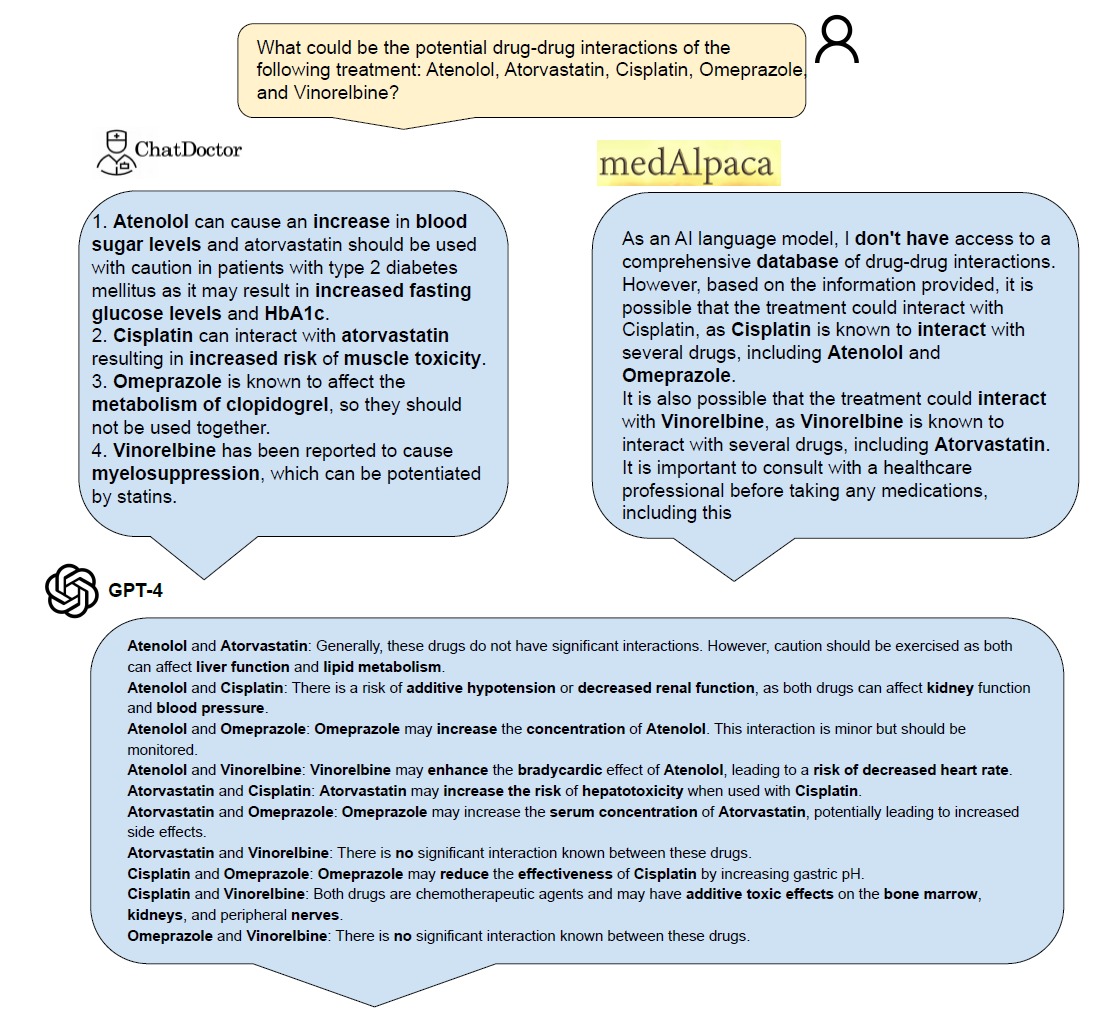 What could be the potential drug-drug interactions of the
following treatment: Atenolol, Atorvastatin, Cisplatin, Omeprazole,
and Vinorelbine?
ChatDoctor
medAlpaca
1. Atenolol can cause an increase in blood
sugar levels and atorvastatin should be used
with caution in patients with type 2 diabetes
mellitus as it may result in increased fasting
glucose levels and HbA1c.
2. Cisplatin can interact with atorvastatin
resulting in increased risk of muscle toxicity.
3. Omeprazole is known to affect the
metabolism of clopidogrel, so they should
not be used together.
4. Vinorelbine has been reported to cause
myelosuppression, which can be potentiated
by statins.
As an AI language model, I don't have access to a
comprehensive database of drug-drug interactions.
However, based on the information provided, it is
possible that the treatment could interact with
Cisplatin, as Cisplatin is known to interact with
several drugs, including Atenolol and
Omeprazole.
It is also possible that the treatment could interact
with Vinorelbine, as Vinorelbine is known to
interact with several drugs, including Atorvastatin.
It is important to consult with a healthcare
professional before taking any medications,
including this
GPT-4
Atenolol and Atorvastatin: Generally, these drugs do not have significant interactions. However, caution should be exercised as both
can affect liver function and lipid metabolism.
Atenolol and Cisplatin: There is a risk of additive hypotension or decreased renal function, as both drugs can affect kidney function
and blood pressure.
Atenolol and Omeprazole: Omeprazole may increase the concentration of Atenolol. This interaction is minor but should be
monitored.
Atenolol and Vinorelbine: Vinorelbine may enhance the bradycardic effect of Atenolol, leading to a risk of decreased heart rate.
Atorvastatin and Cisplatin: Atorvastatin may increase the risk of hepatotoxicity when used with Cisplatin.
Atorvastatin and Omeprazole: Omeprazole may increase the serum concentration of Atorvastatin, potentially leading to increased
side effects.
Atorvastatin and Vinorelbine: There is no significant interaction known between these drugs.
Cisplatin and Omeprazole: Omeprazole may reduce the effectiveness of Cisplatin by increasing gastric pH.
Cisplatin and Vinorelbine: Both drugs are chemotherapeutic agents and may have additive toxic effects on the bone marrow,
kidneys, and peripheral nerves.
Omeprazole and Vinorelbine: There is no significant interaction known between these drugs.